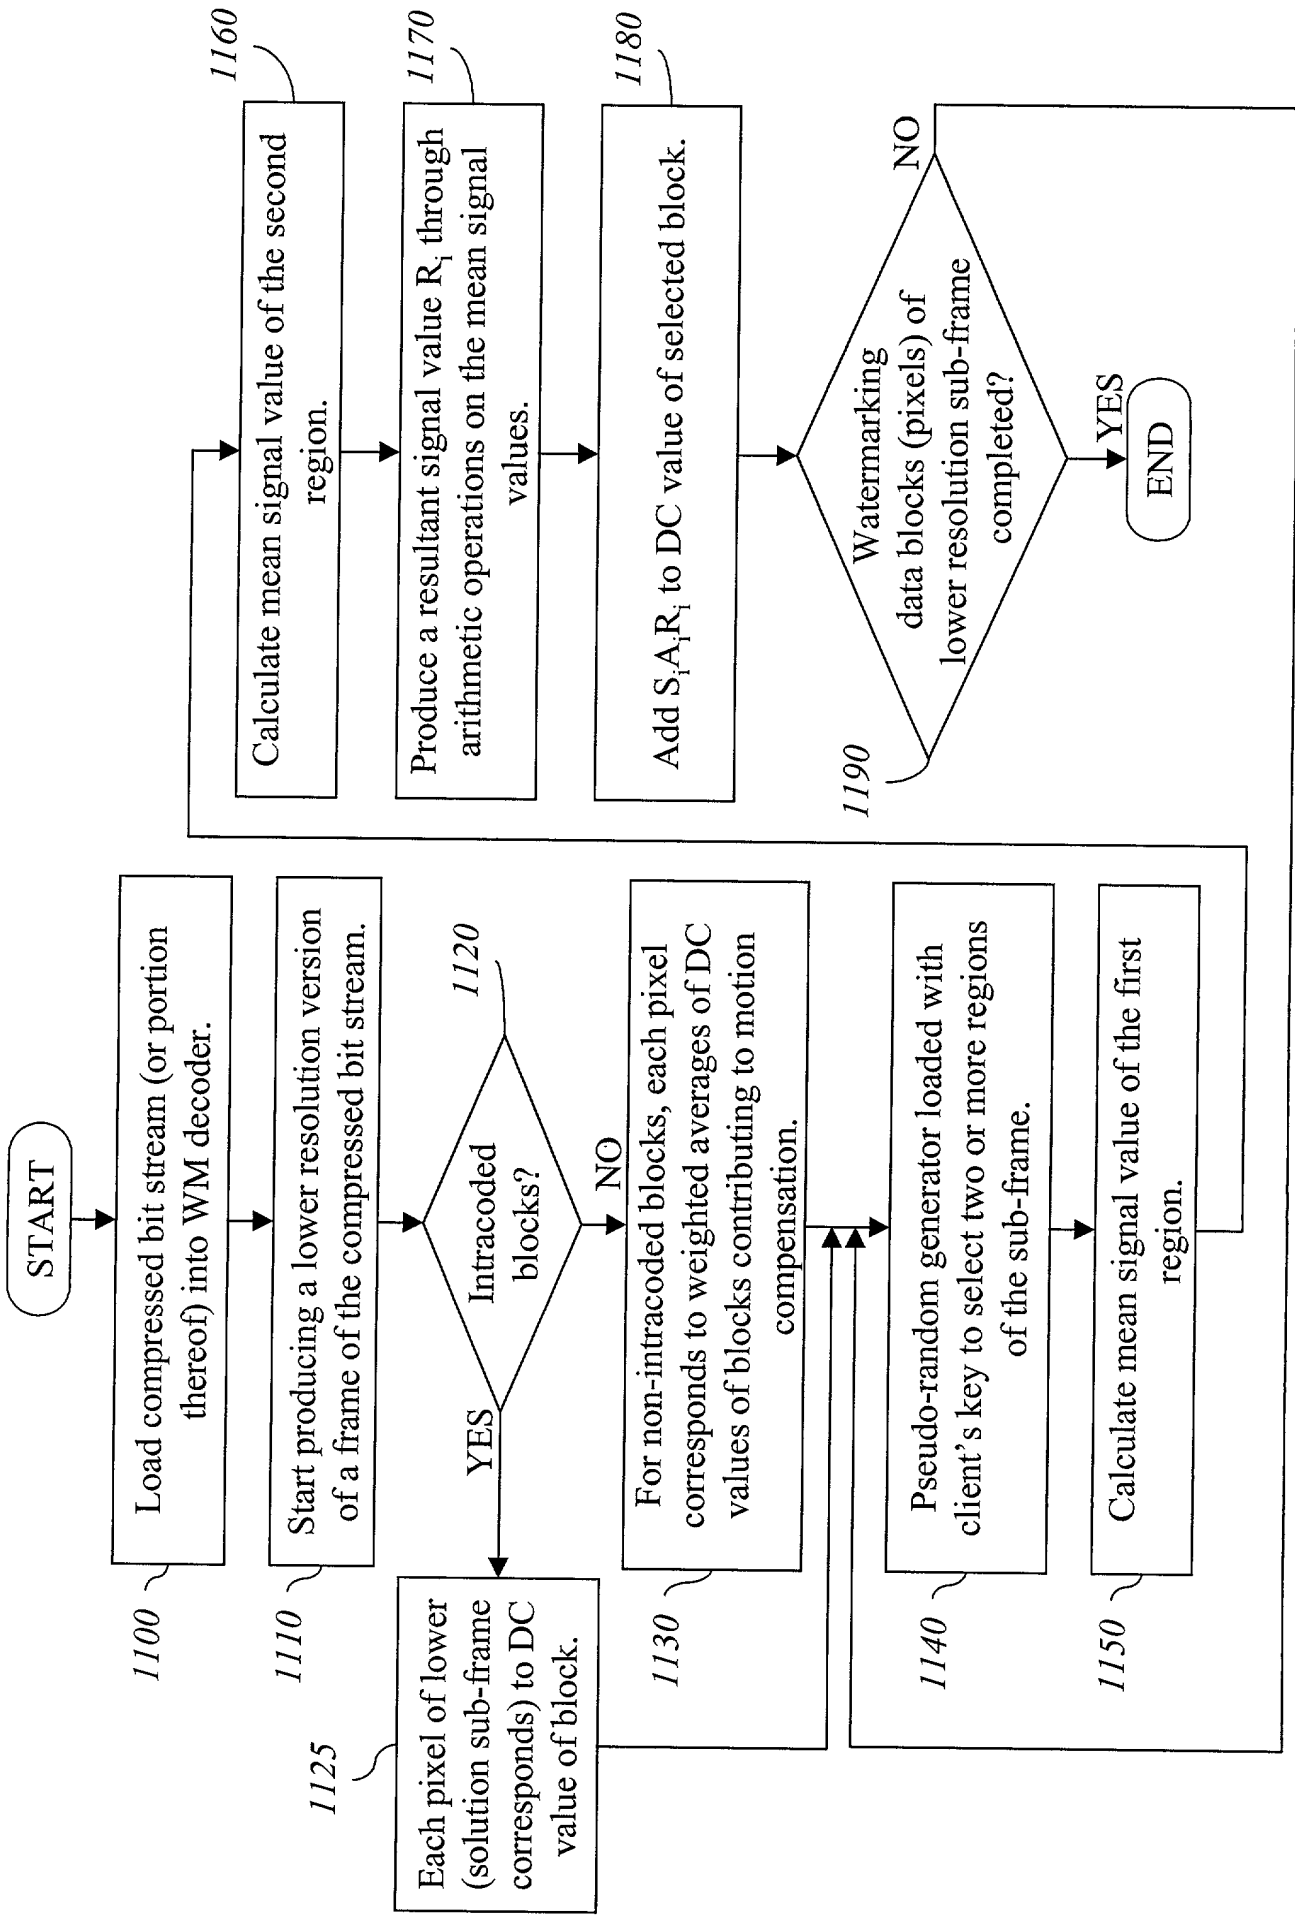 START
1100
Load compressed bit stream (or portion
thereof) into WM decoder.
1110
Start producing a lower resolution version
of a frame of the compressed bit stream.
1120
Intracoded
blocks?
YES
NO
1125
Each pixel of lower
(solution sub-frame
corresponds) to DC
value of block.
1130
For non-intracoded blocks, each pixel
corresponds to weighted averages of DC
values of blocks contributing to motion
compensation.
1140
Pseudo-random generator loaded with
client's key to select two or more regions
of the sub-frame.
1150
Calculate mean signal value of the first
region.
1160
Calculate mean signal value of the second
region.
1170
Produce a resultant signal value Ri through
arithmetic operations on the mean signal
values.
1180
Add SiAiRi to DC value of selected block.
1190
Watermarking
data blocks (pixels) of
lower resolution sub-frame
completed?
NO
YES
END